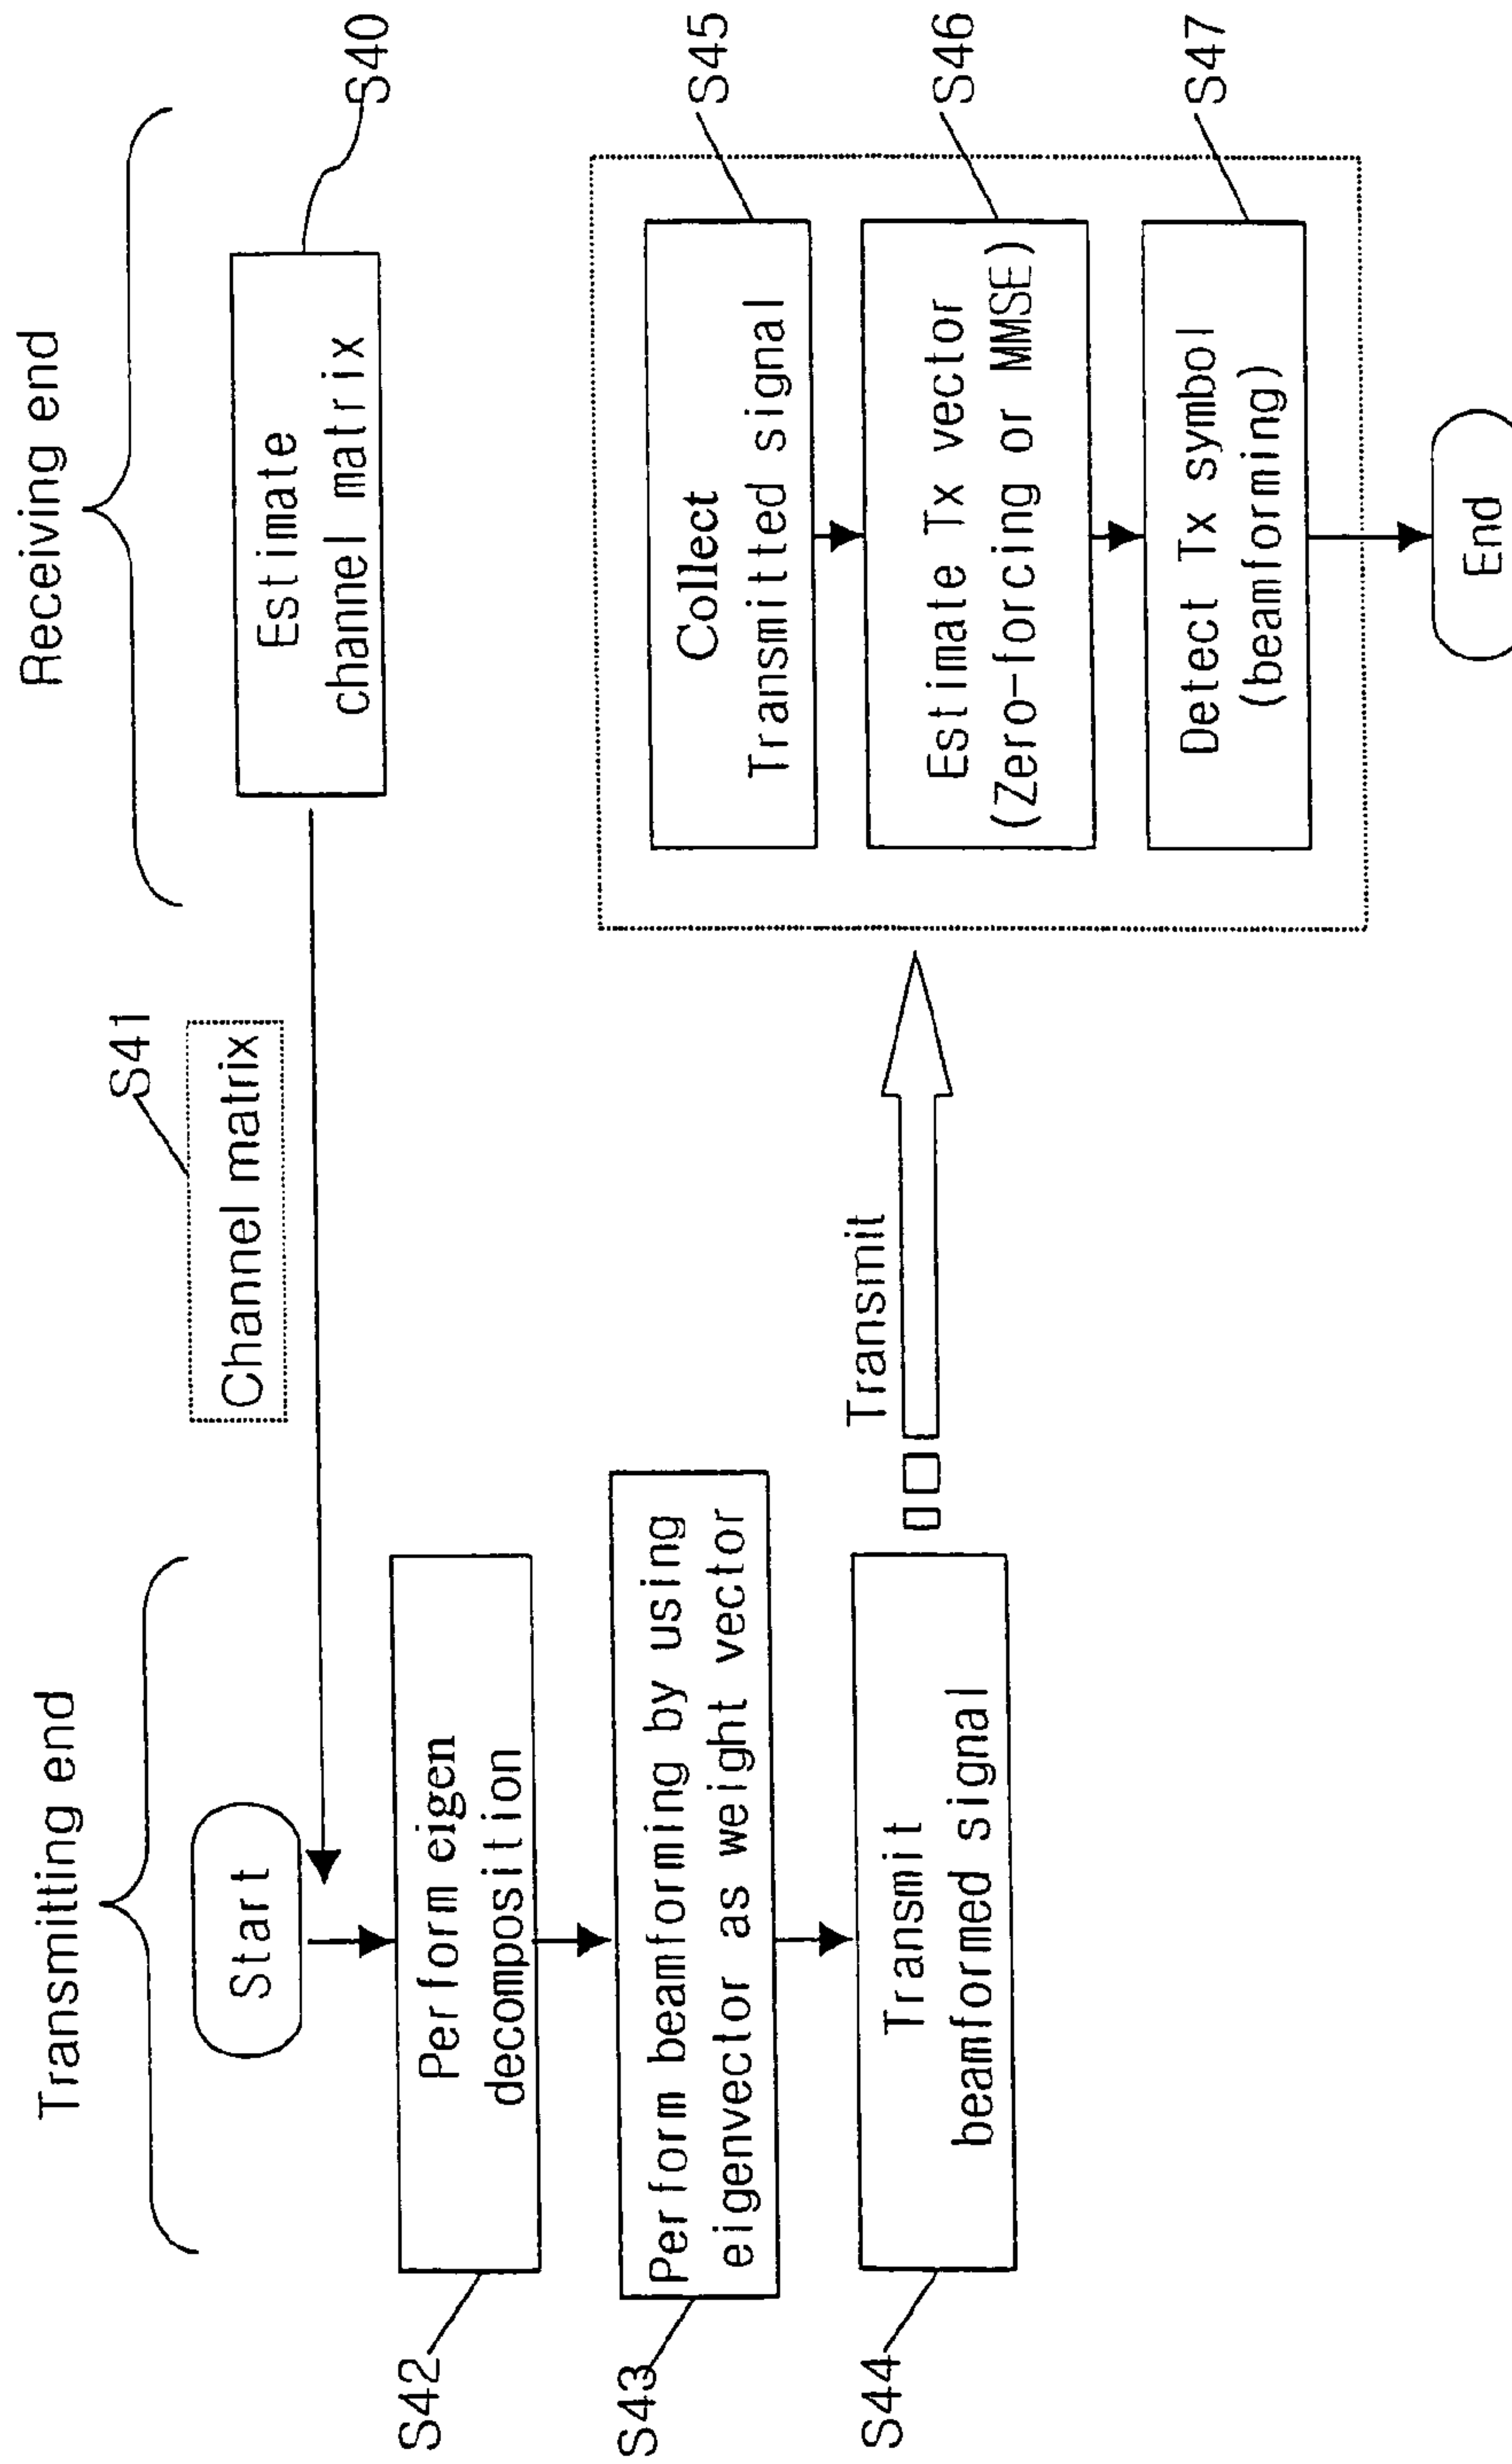 Transmitting end
Receiving end
Start
S41
Channel matrix
Estimate
channel matrix
S40
S42
Perform eigen
decomposition
S43
Perform beamforming by using
eigenvector as weight vector
S44
Transmit
beamformed signal
Transmit
Collect
Transmitted signal
S45
Estimate Tx vector
(Zero-forcing or MMSE)
S46
Detect Tx symbol
(beamforming)
S47
End